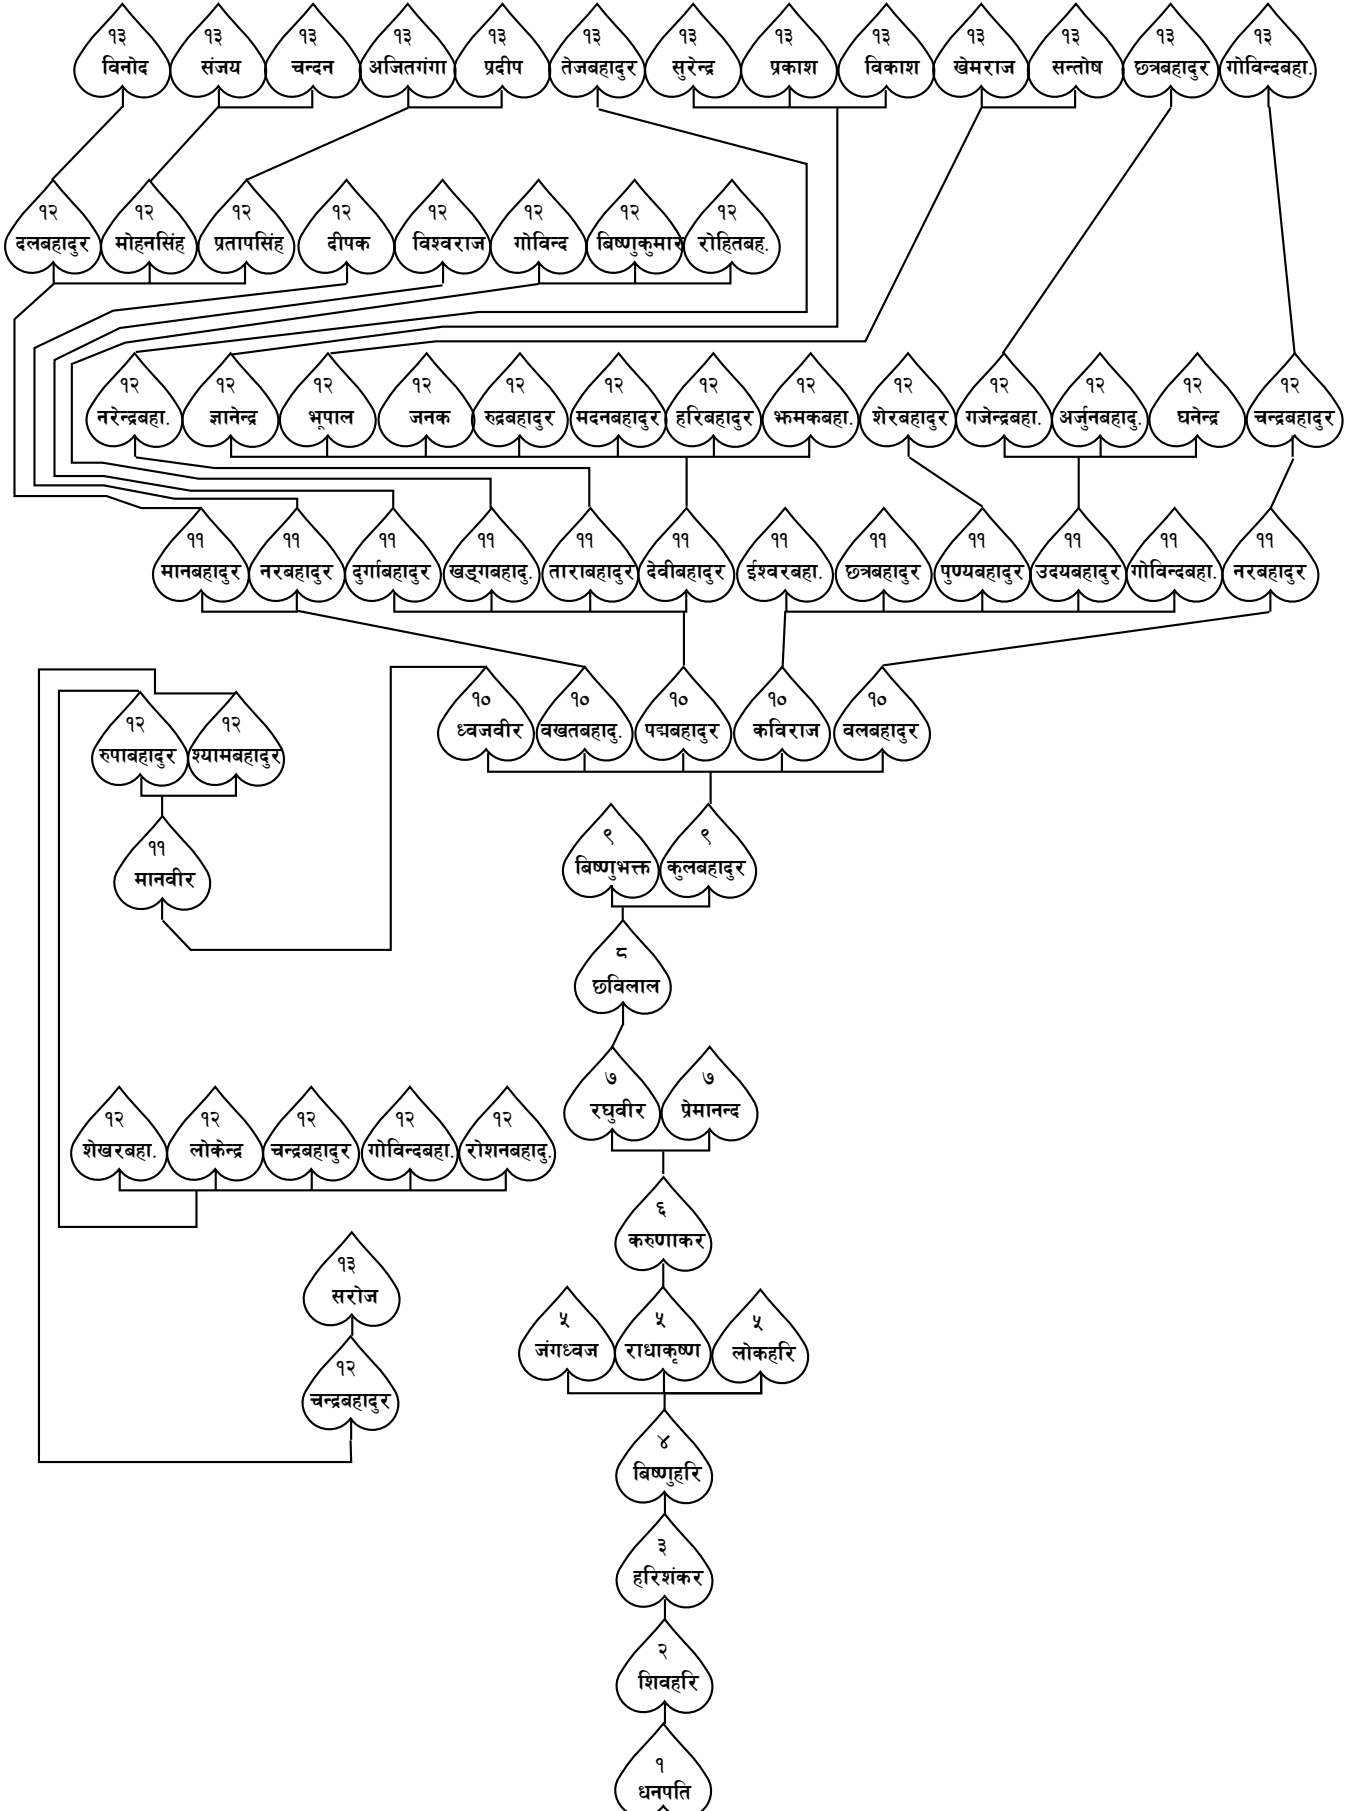 १३ १३ १३ १३ १३ १३ १३ १३ १३ १३ १३ १३ १३
विनोद संजय चन्दन अजितगंगा प्रदीप तेजबहादुर सुरेन्द्र प्रकाश विकाश खेमराज सन्तोष छत्रबहादुर गोविन्दबहा.
१२ १२ १२ १२ १२ १२ १२ १२
दलबहादुर मोहनसिंह प्रतापसिंह दीपक विश्वराज गोविन्द बिष्णुकुमार रोहितबह.
१२ १२ १२ १२ १२ १२ १२ १२ १२ १२ १२ १२ १२
नरेन्द्रबहा. ज्ञानेन्द्र भूपाल जनक रुद्रबहादुर मदनबहादुर हरिबहादुर झमकबहा. शेरबहादुर गजेन्द्रबहा. अर्जुनबहादु. घनेन्द्र चन्द्रबहादुर
११ ११ ११ ११ ११ ११ ११ ११ ११ ११ ११ ११
मानबहादुर नरबहादुर दुर्गाबहादुर खड्गबहादु. ताराबहादुर देवीबहादुर ईश्वरबहा. छत्रबहादुर पुण्यबहादुर उदयबहादुर गोविन्दबहा. नरबहादुर
१० १० १० १० १०
ध्वजवीर वखतबहादु. पद्मबहादुर कविराज वलबहादुर
१२ १२
रुपाबहादुर श्यामबहादुर
९ ९
बिष्णुभक्त कुलबहादुर
११
मानवीर
८
छविलाल
७ ७
रघुवीर प्रेमानन्द
१२ १२ १२ १२ १२
शेखरबहा. लोकेन्द्र चन्द्रबहादुर गोविन्दबहा. रोशनबहादु.
६
करुणाकर
१३
सरोज
५ ५ ५
जंगध्वज राधाकृष्ण लोकहरि
१२
चन्द्रबहादुर
४
बिष्णुहरि
३
हरिशंकर
२
शिवहरि
१
धनपति